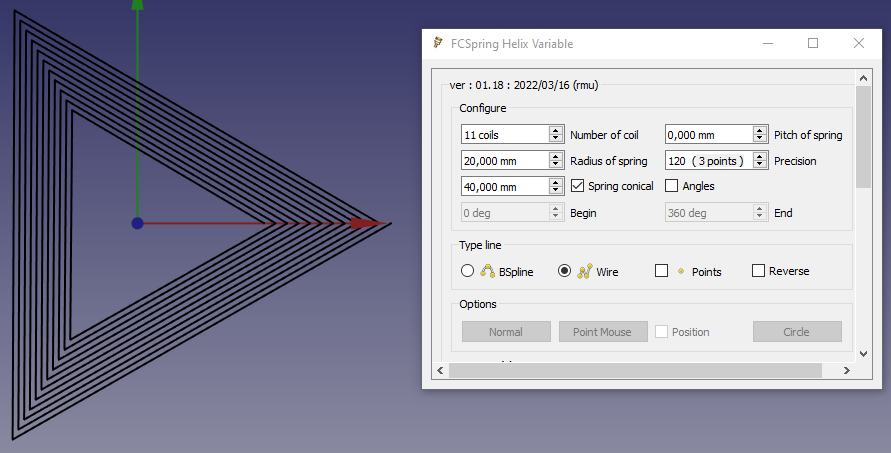 FCSpring Helix Variable
ver : 01.18 : 2022/03/16 (rmu)
Configure
11 coils Number of coil 0,000 mm Pitch of spring
20,000 mm Radius of spring 120 ( 3 points ) Precision
40,000 mm Spring conical Angles
0 deg Begin 360 deg End
Type line
BSpline Wire Points Reverse
Options
Normal Point Mouse Position Circle